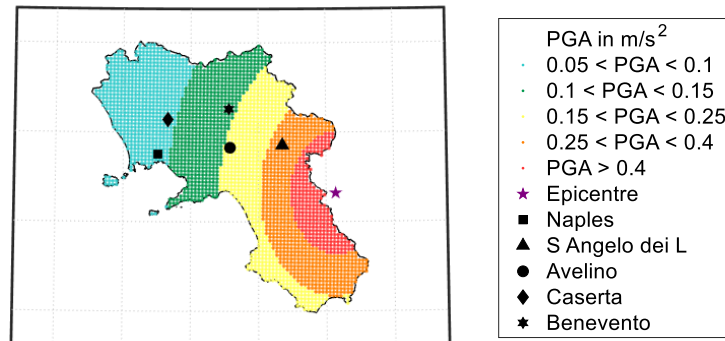 PGA in m/s²
0.05 < PGA < 0.1
0.1 < PGA < 0.15
0.15 < PGA < 0.25
0.25 < PGA < 0.4
PGA > 0.4
Epicentre
Naples
S Angelo dei L
Avelino
Caserta
Benevento